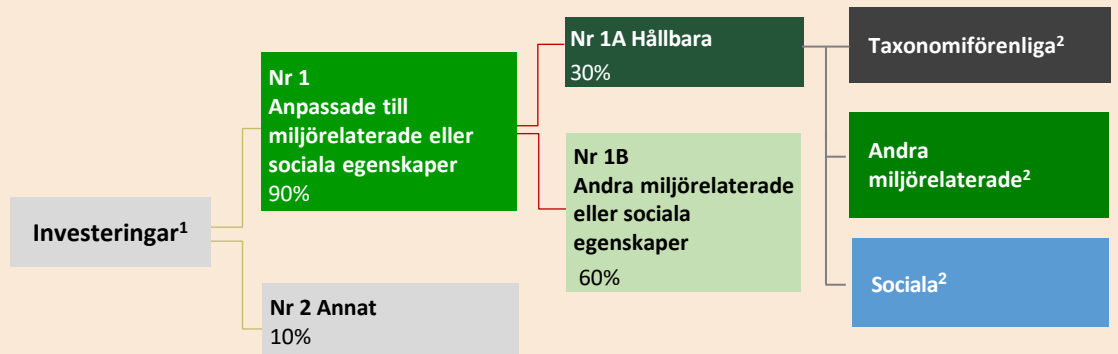 Investeringar¹
Nr 1
Anpassade till
miljörelaterade eller
sociala egenskaper
90%
Nr 2 Annat
10%
Nr 1A Hållbara
30%
Nr 1B
Andra miljörelaterade
eller sociala
egenskaper
60%
Taxonomiförenliga²
Andra
miljörelaterade²
Sociala²